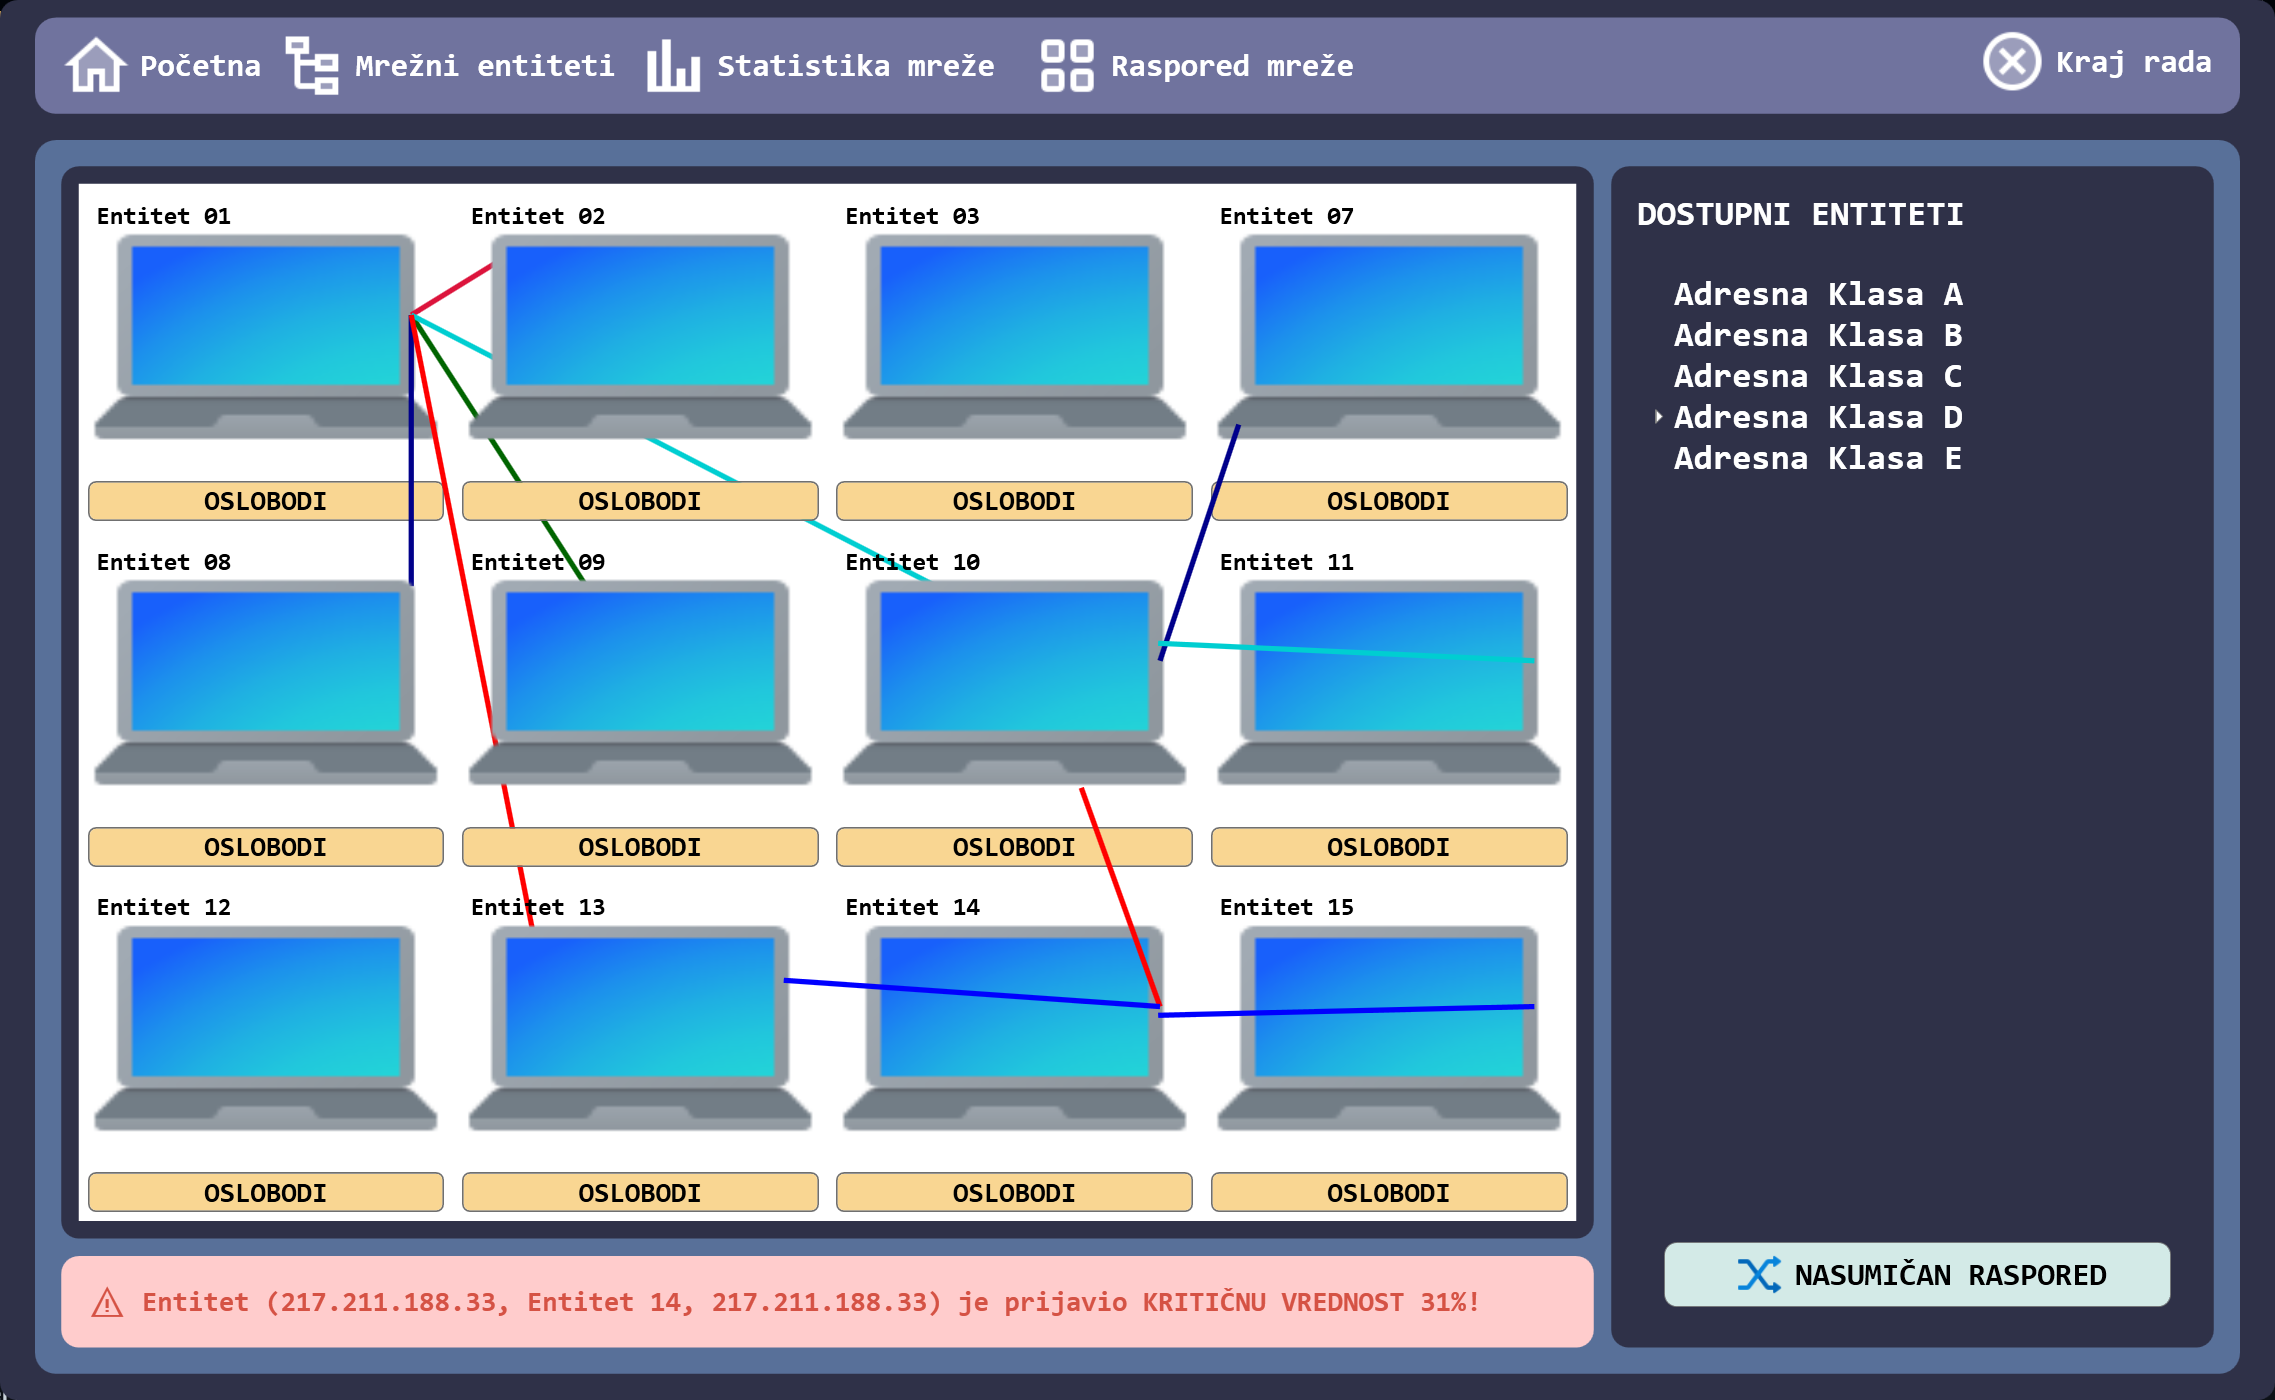 Početna Mrežni entiteti Statistika mreže Raspored mreže Kraj rada
Entitet 01 Entitet 02 Entitet 03 Entitet 07
OSLOBODI OSLOBODI OSLOBODI OSLOBODI
Entitet 08 Entitet 09 Entitet 10 Entitet 11
OSLOBODI OSLOBODI OSLOBODI OSLOBODI
Entitet 12 Entitet 13 Entitet 14 Entitet 15
OSLOBODI OSLOBODI OSLOBODI OSLOBODI
Entitet (217.211.188.33, Entitet 14, 217.211.188.33) je prijavio KRITIČNU VREDNOST 31%!
DOSTUPNI ENTITETI
Adresna Klasa A
Adresna Klasa B
Adresna Klasa C
Adresna Klasa D
Adresna Klasa E
NASUMIČAN RASPORED